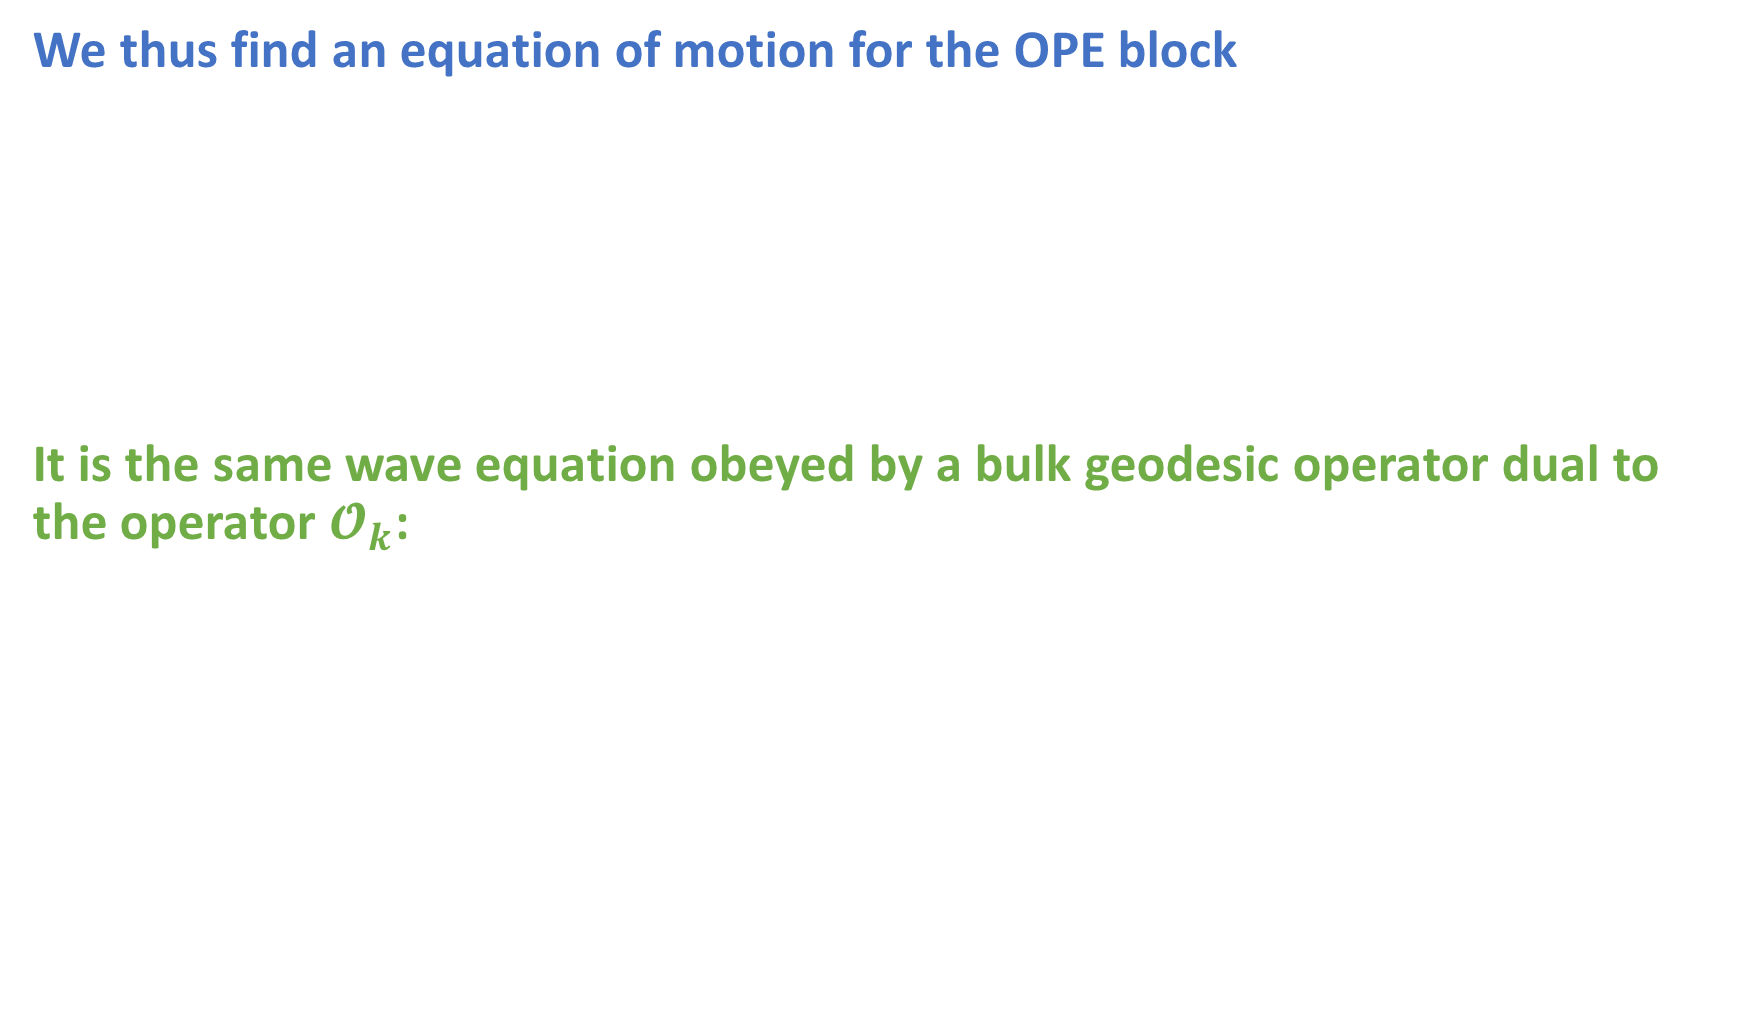 We thus find an equation of motion for the OPE block
It is the same wave equation obeyed by a bulk geodesic operator dual to
the operator 𝓞ₖ: